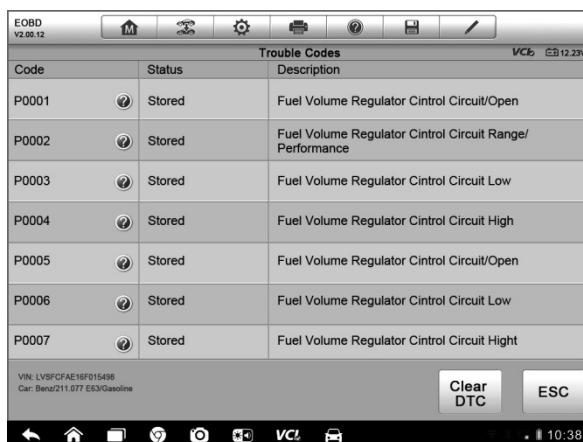 EOBD
V2.00.12
Trouble Codes
VCI
12.23V
Code Status Description
P0001 Stored Fuel Volume Regulator Cintrol Circuit/Open
P0002 Stored Fuel Volume Regulator Cintrol Circuit Range/
Performance
P0003 Stored Fuel Volume Regulator Cintrol Circuit Low
P0004 Stored Fuel Volume Regulator Cintrol Circuit High
P0005 Stored Fuel Volume Regulator Cintrol Circuit/Open
P0006 Stored Fuel Volume Regulator Cintrol Circuit Low
P0007 Stored Fuel Volume Regulator Cintrol Circuit Hight
VIN: LVSFCFAE16F015498
Car: Benz/211.077 E63/Gasoline
Clear
DTC
ESC
VCI
10:38